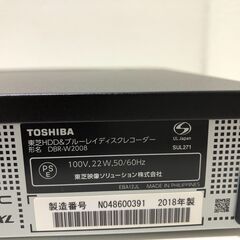 TOSHIBA
東芝HDD&ブルーレイディスクレコーダー
形名 DBR-W2008
UL Japan
SUL271
PS
E
100V, 22W, 50/60Hz
東芝映像ソリューション株式会社
EBA12JL MADE IN PHILIPPINES
製造番号 N048600391 2018年製